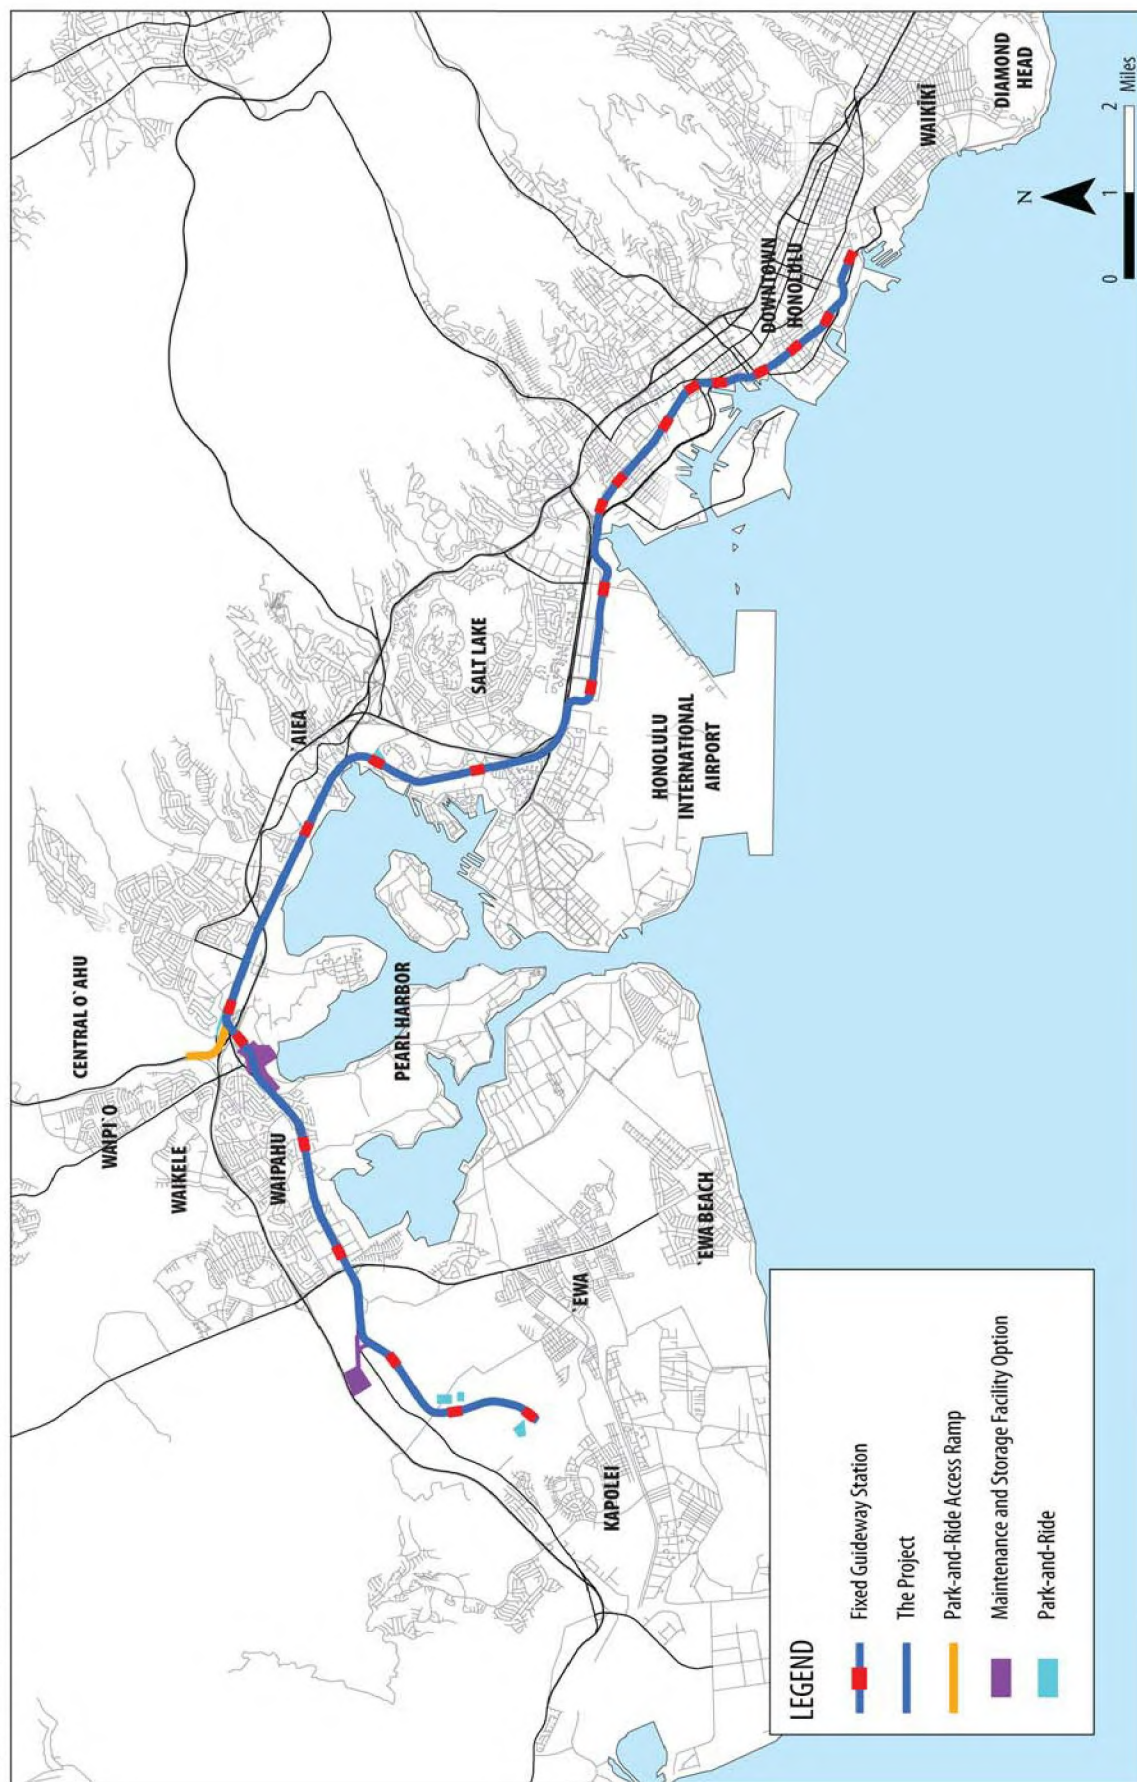 CENTRAL O`AHU
WAIPI`O
WAIKELE
WAIPAHU
`AIEA
PEARL HARBOR
SALT LAKE
`EWA
`EWA BEACH
KAPOLEI
HONOLULU
INTERNATIONAL
AIRPORT
DOWNTOWN
HONOLULU
WAIKĪKĪ
DIAMOND
HEAD
N
0 1 2
Miles
LEGEND
Fixed Guideway Station
The Project
Park-and-Ride Access Ramp
Maintenance and Storage Facility Option
Park-and-Ride